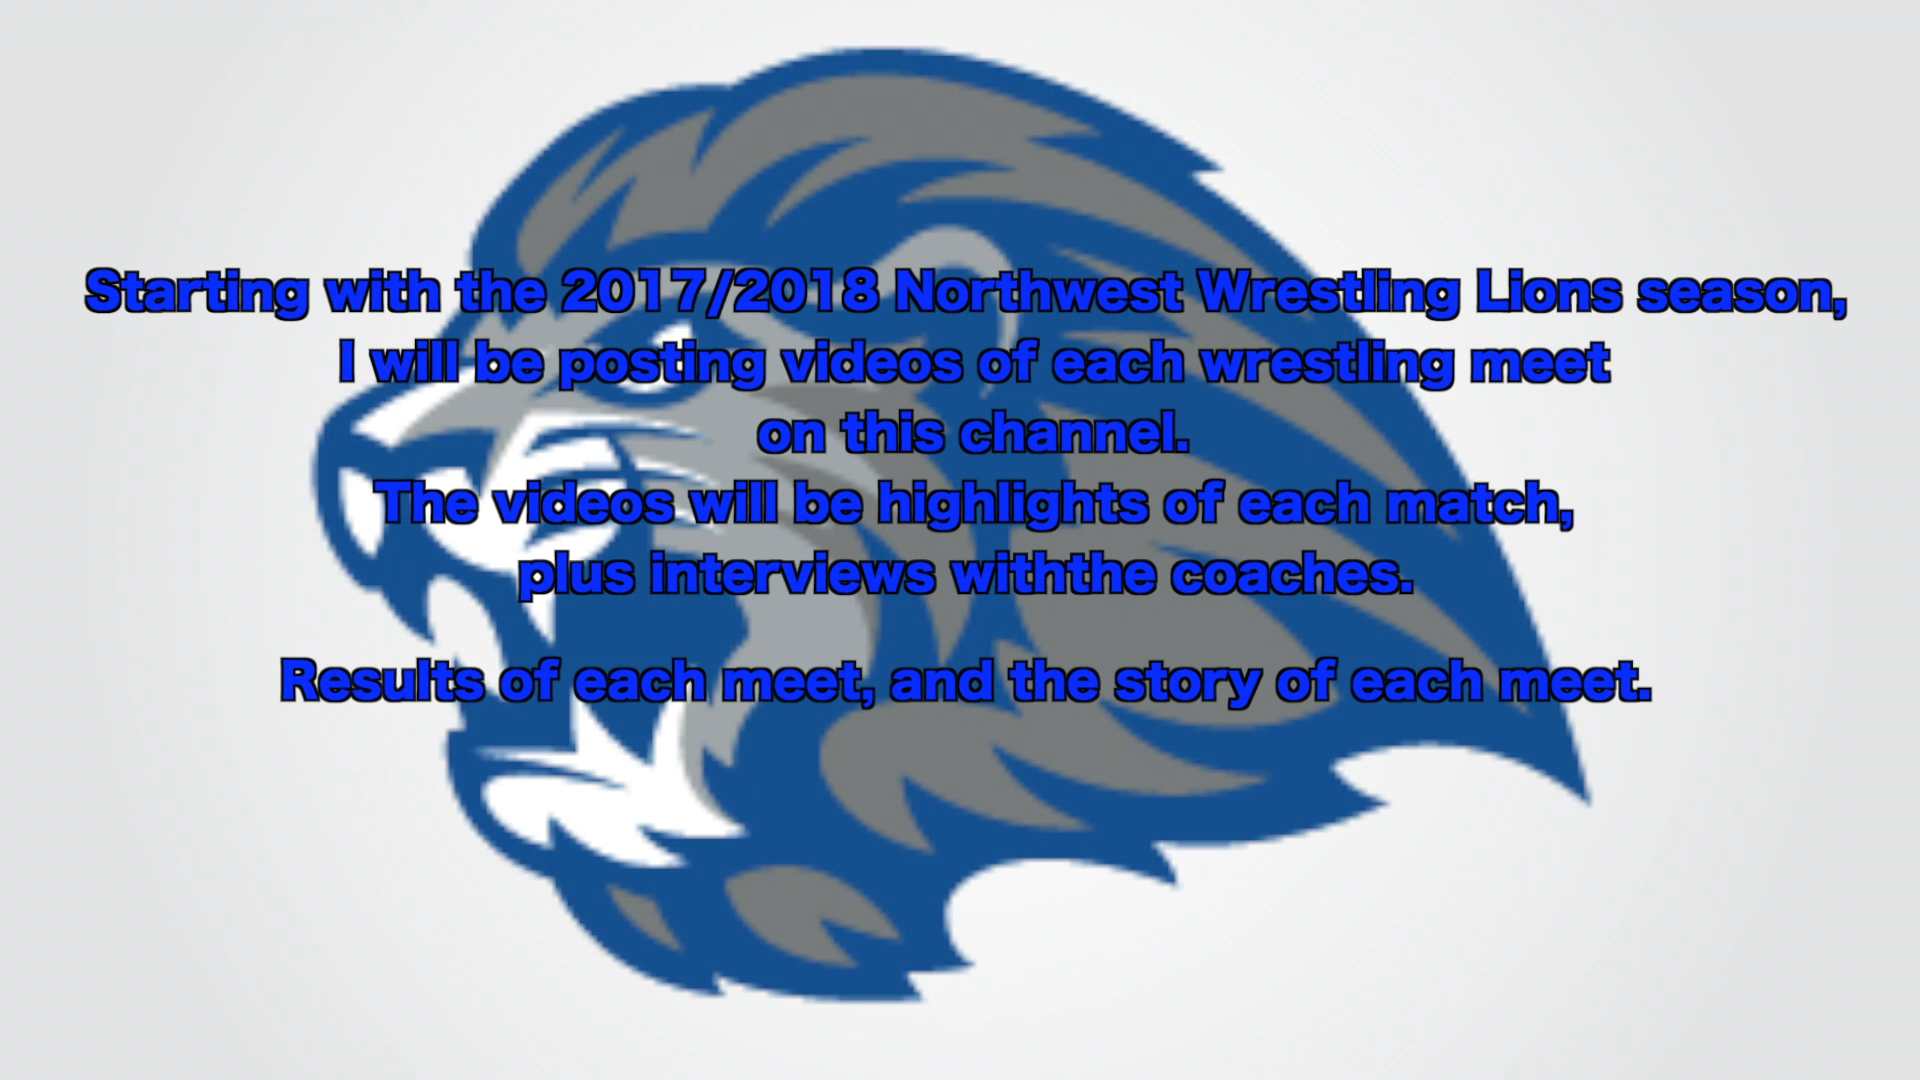 Starting with the 2017/2018 Northwest Wrestling Lions season,
I will be posting videos of each wrestling meet
on this channel.
The videos will be highlights of each match,
plus interviews withthe coaches.
Results of each meet, and the story of each meet.